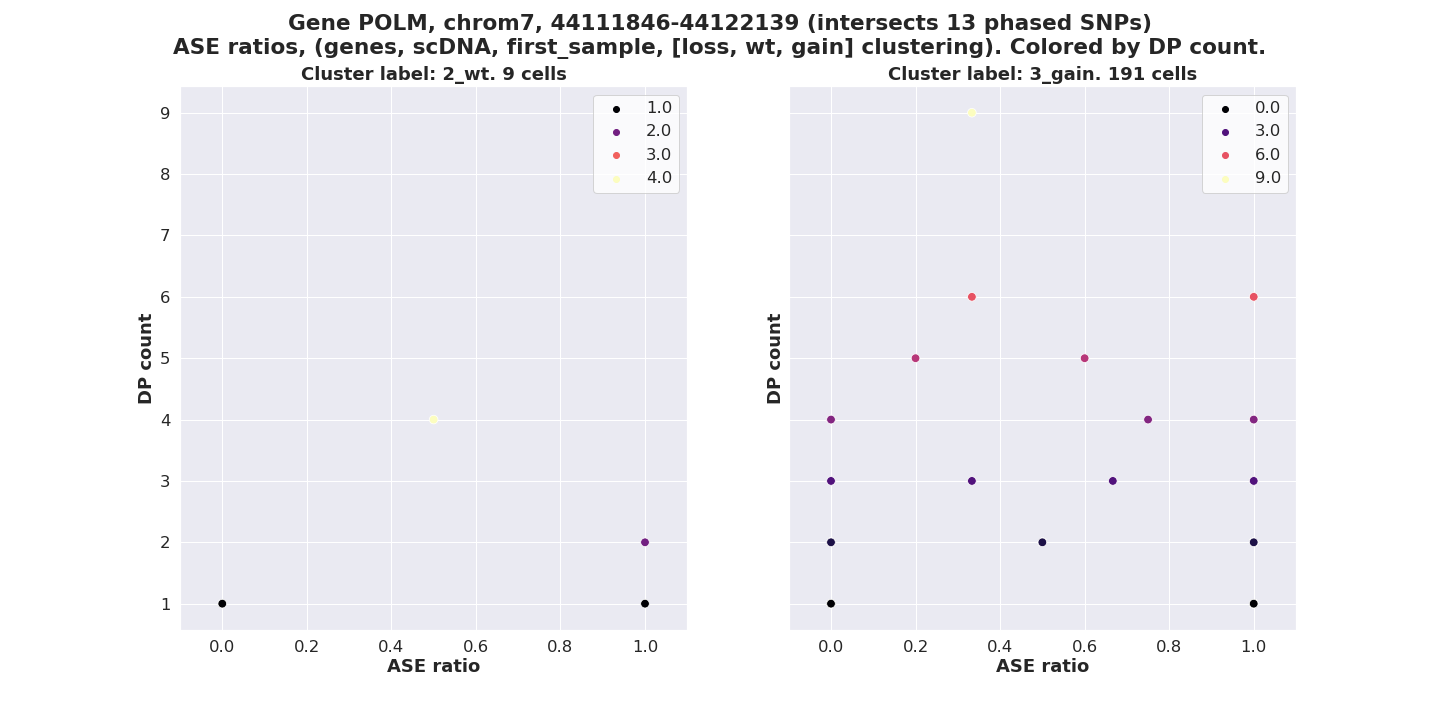 Gene POLM, chrom7, 44111846-44122139 (intersects 13 phased SNPs)
ASE ratios, (genes, scDNA, first_sample, [loss, wt, gain] clustering). Colored by DP count.
Cluster label: 2_wt. 9 cells
1.0
2.0
3.0
4.0
9
8
7
6
5
4
3
2
1
DP count
0.0 0.2 0.4 0.6 0.8 1.0
ASE ratio
Cluster label: 3_gain. 191 cells
0.0
3.0
6.0
9.0
DP count
0.0 0.2 0.4 0.6 0.8 1.0
ASE ratio